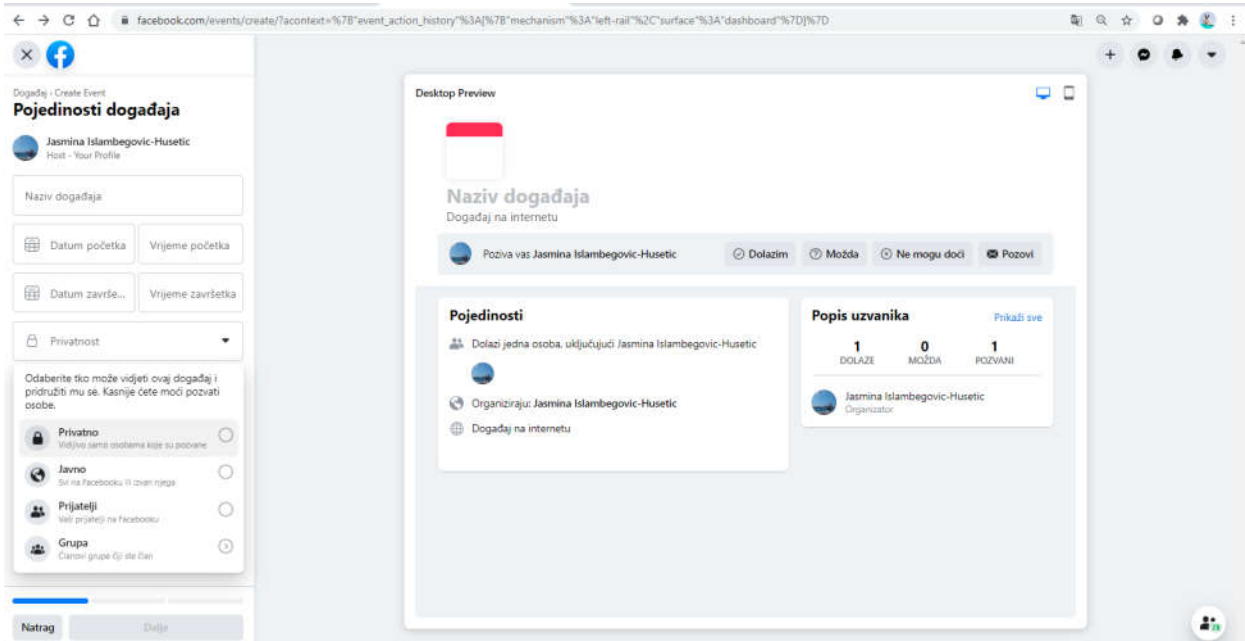 facebook.com/events/create/?acontext=%7B"event_action_history"%3A[%7B"mechanism"%3A"left-rail"%2C"surface"%3A"dashboard"%7D]%7D
Događaj › Create Event
Pojedinosti događaja
Jasmina Islambegovic-Husetic
Host - Your Profile
Naziv događaja
Datum početka
Vrijeme početka
Datum završe...
Vrijeme završetka
Privatnost
Odaberite tko može vidjeti ovaj događaj i
pridružiti mu se. Kasnije ćete moći pozvati
osobe.
Privatno
Vidljivo samo osobama koje su pozvane
Javno
Svi na Facebooku ili izvan njega
Prijatelji
Vaši prijatelji na Facebooku
Grupa
Članovi grupe čiji ste član
Natrag
Dalje
Desktop Preview
Naziv događaja
Događaj na internetu
Poziva vas Jasmina Islambegovic-Husetic
Dolazim
Možda
Ne mogu doći
Pozovi
Pojedinosti
Dolazi jedna osoba, uključujući Jasmina Islambegovic-Husetic
Organiziraju: Jasmina Islambegovic-Husetic
Događaj na internetu
Popis uzvanika
Prikaži sve
1 0 1
DOLAZE MOŽDA POZVANI
Jasmina Islambegovic-Husetic
Organizator